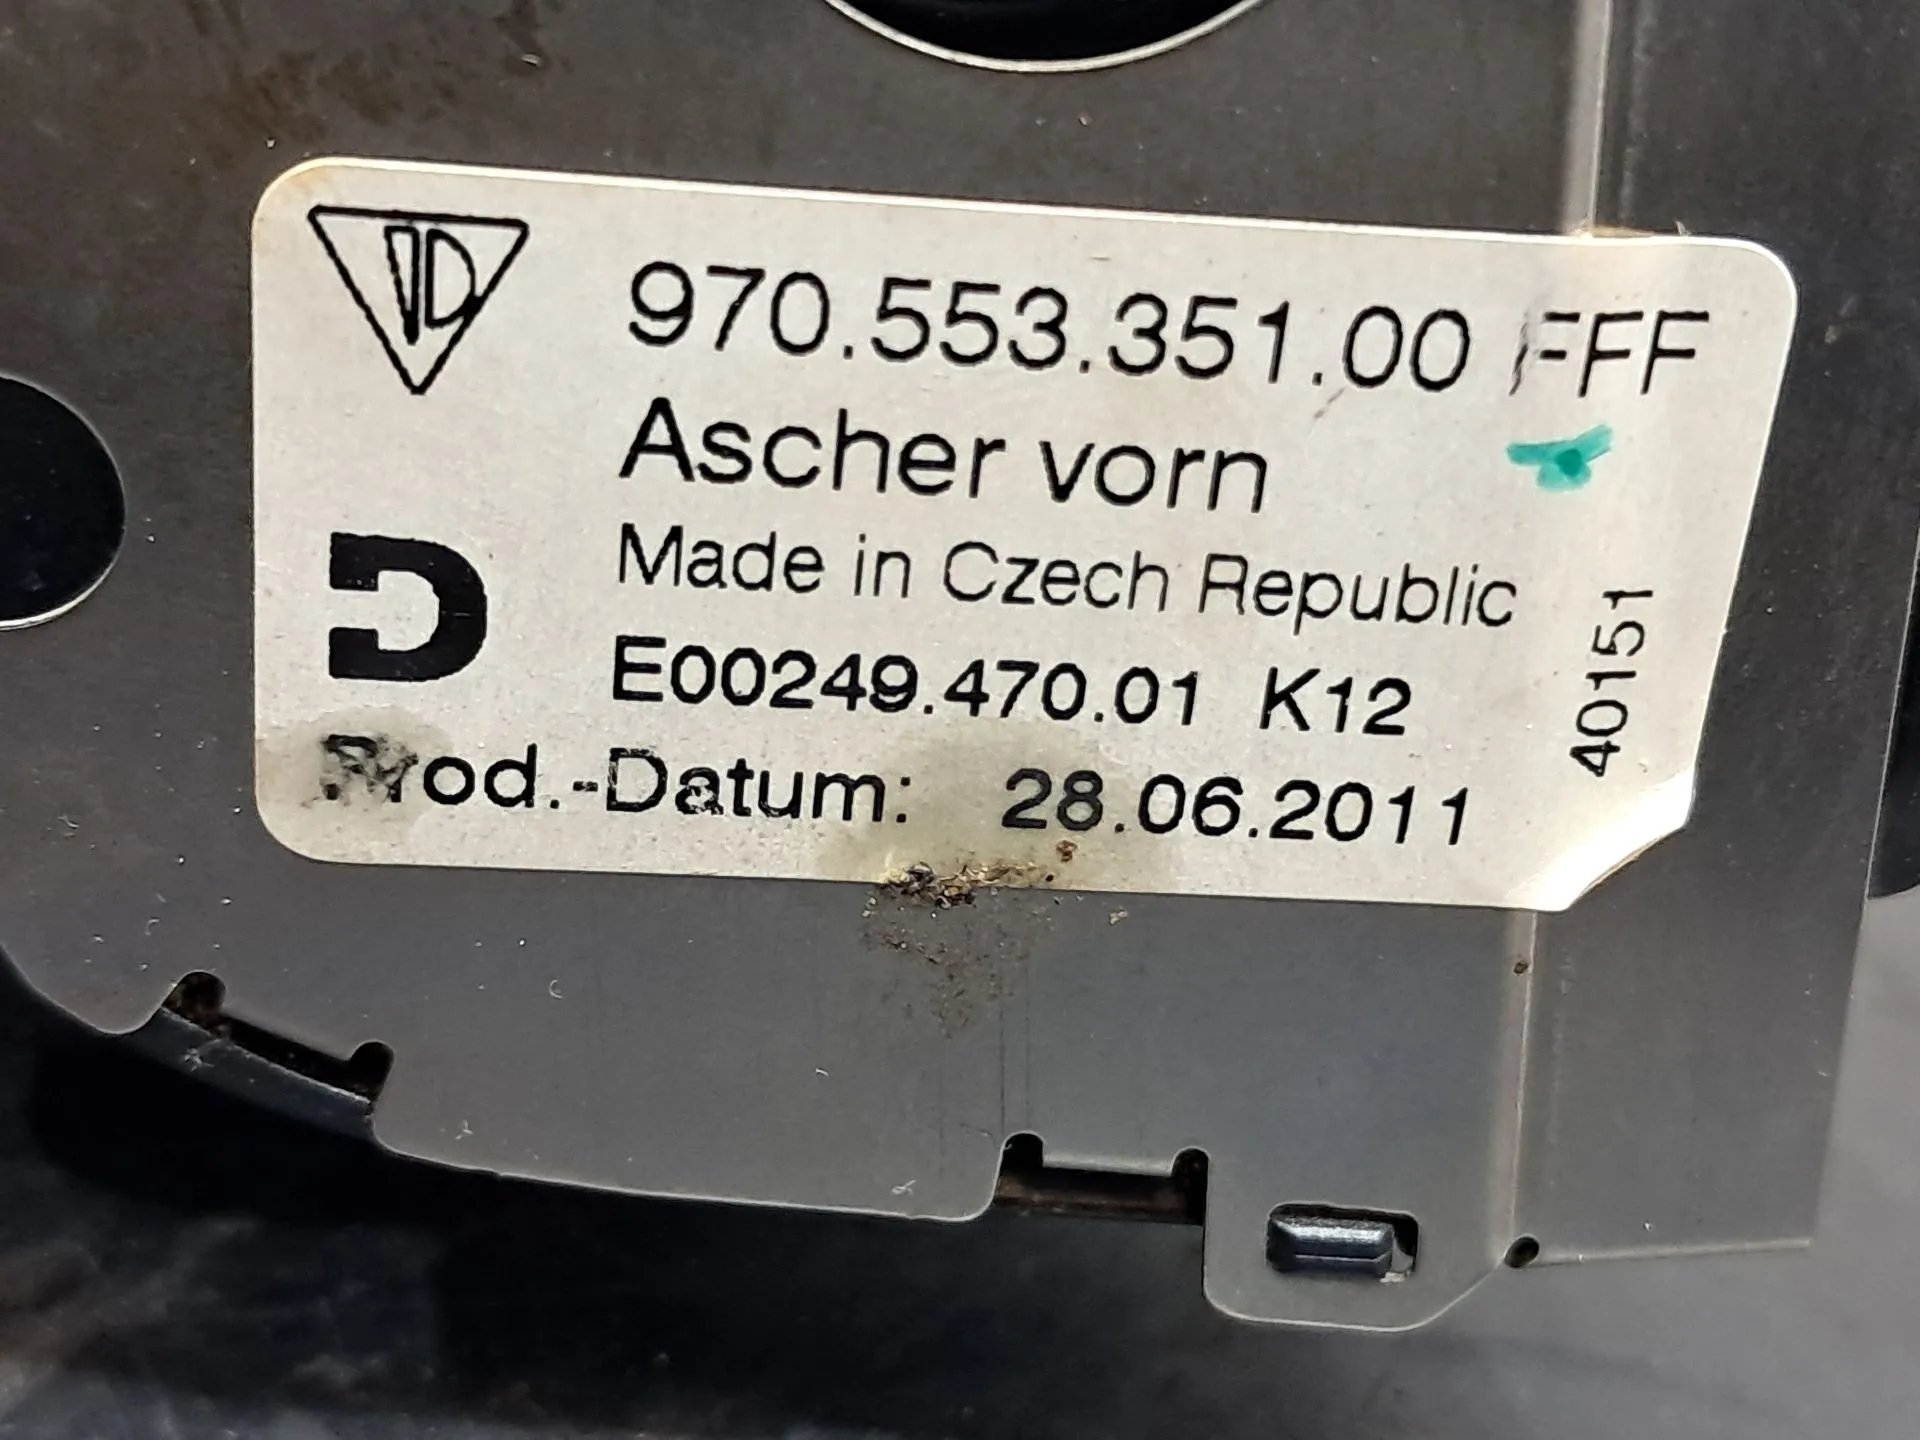 970.553.351.00 FFF
Ascher vorn
Made in Czech Republic
E00249.470.01 K12
Prod.-Datum: 28.06.2011
40151